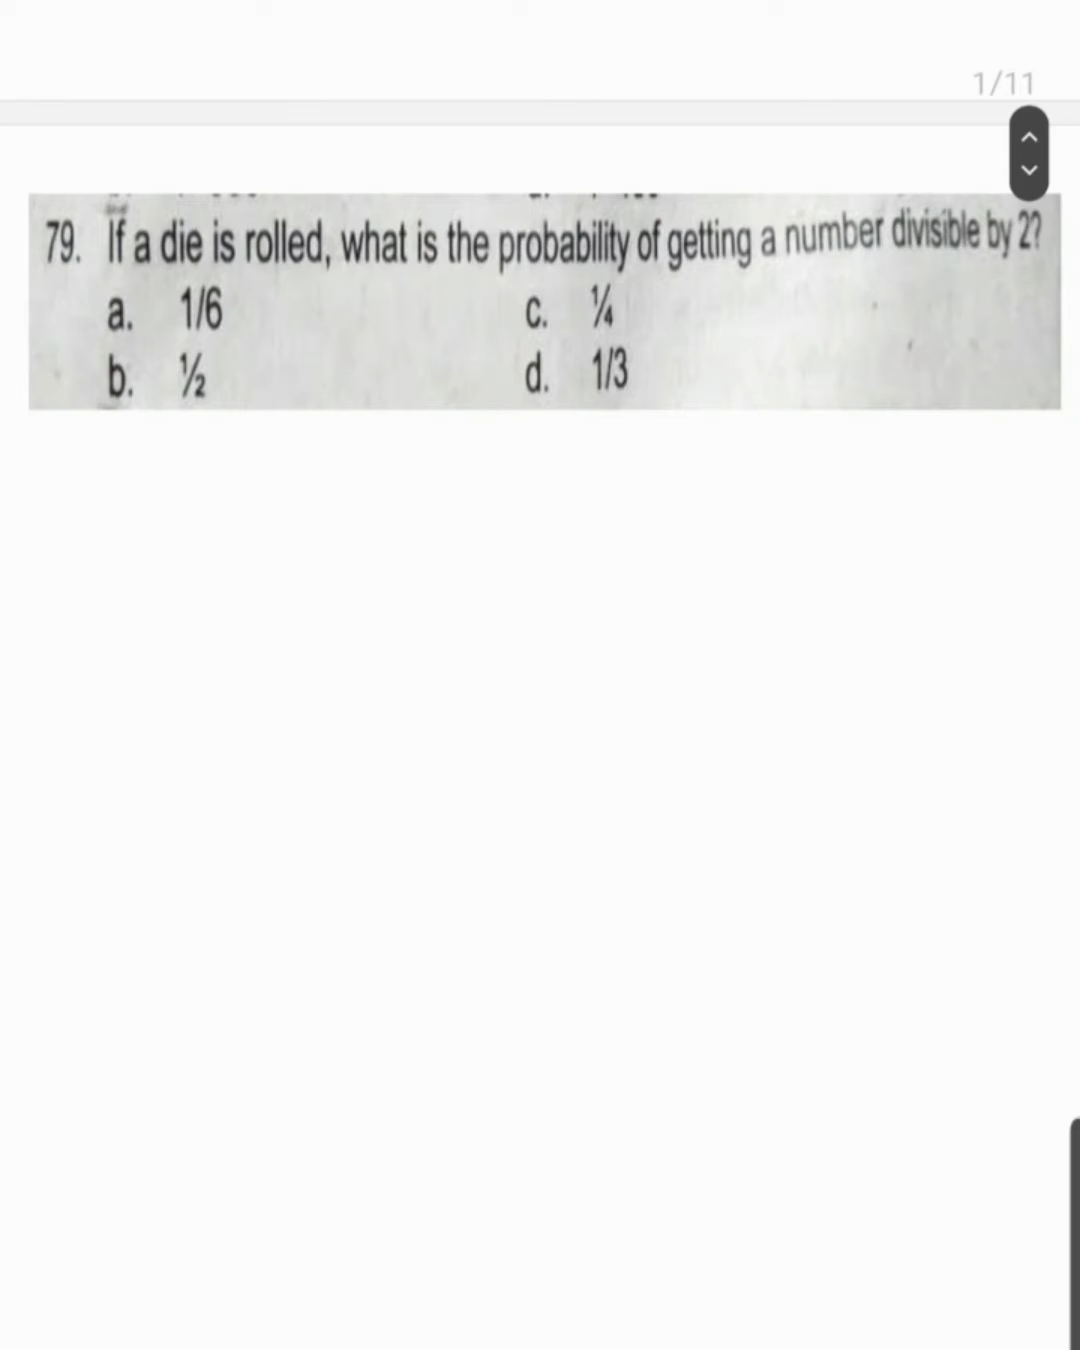 1/11
79. If a die is rolled, what is the probability of getting a number divisible by 2?
a. 1/6 c. ¼
b. ½ d. 1/3